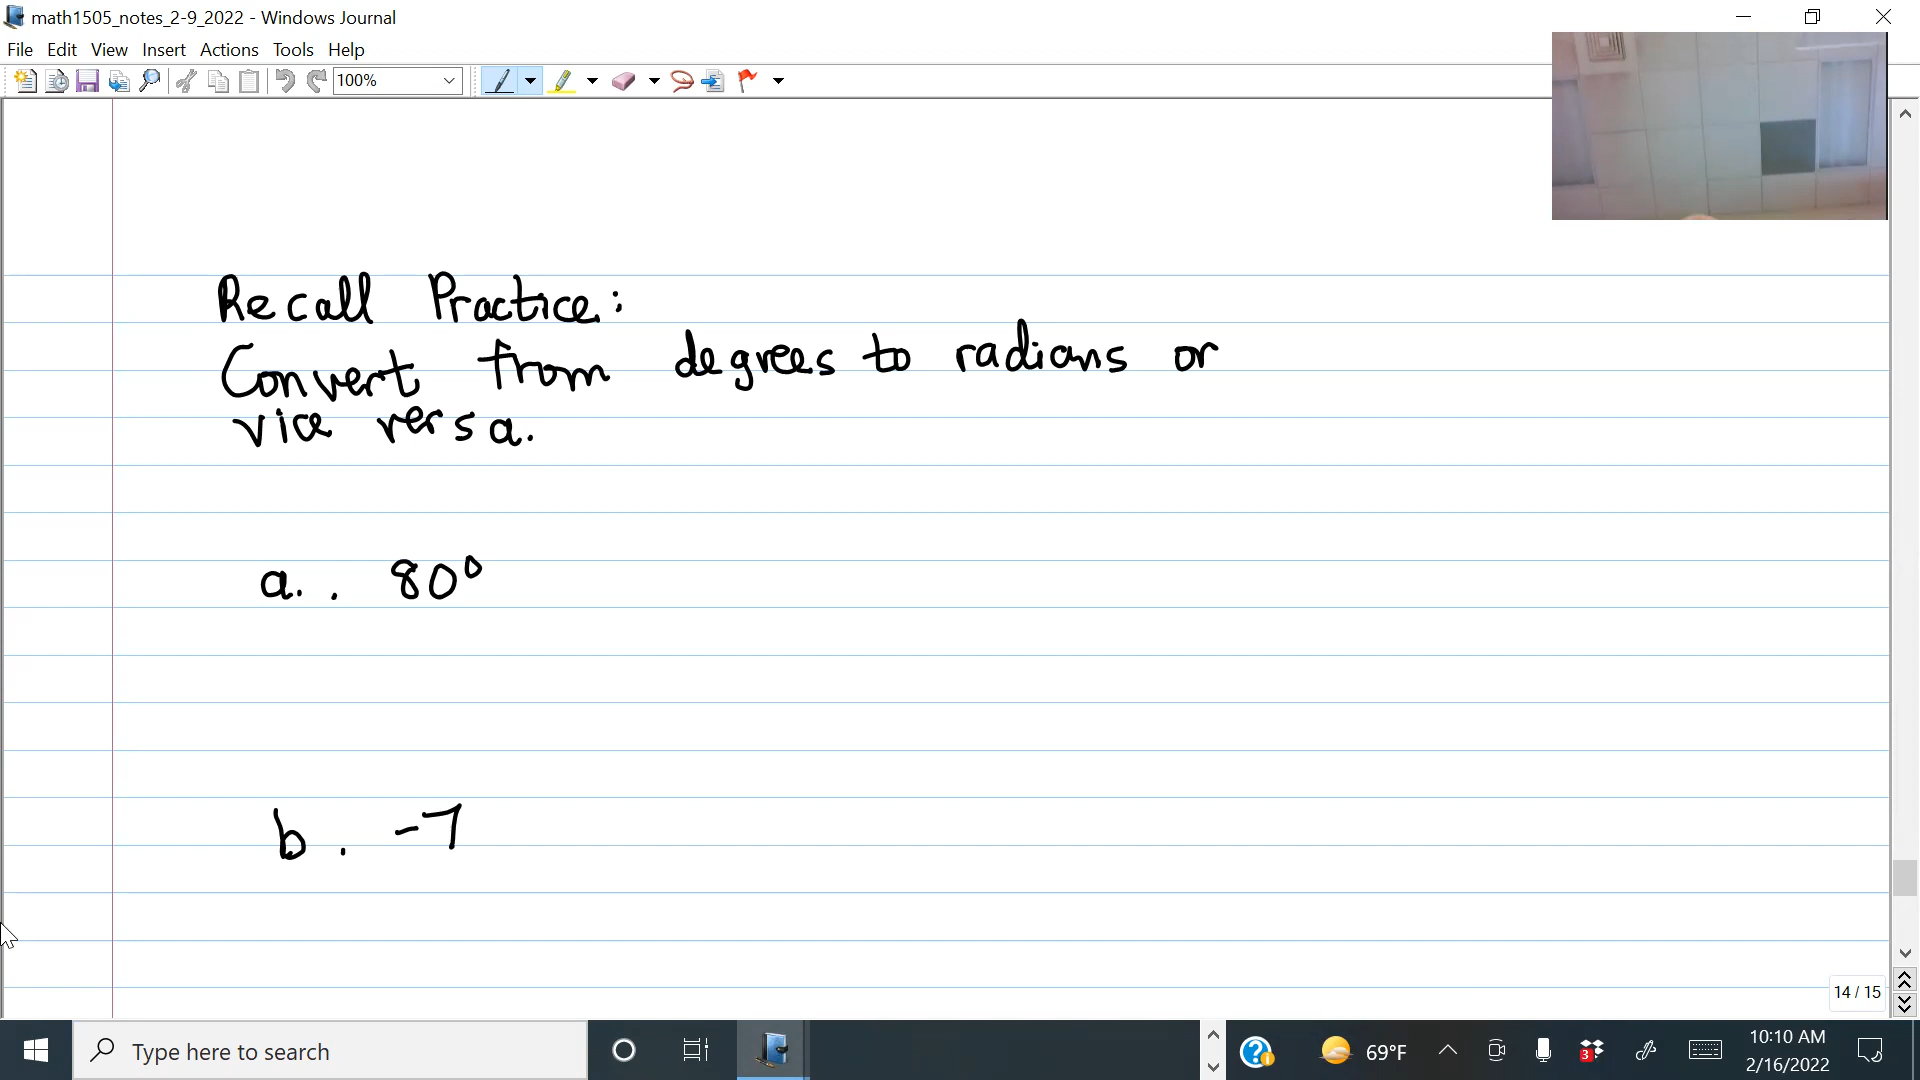 math1505_notes_2-9_2022 - Windows Journal
File Edit View Insert Actions Tools Help
100%
Recall Practice:
Convert from degrees to radians or
vice versa.
a. . 80°
b. -7
14 / 15
Type here to search
3
69°F
10:10 AM
2/16/2022